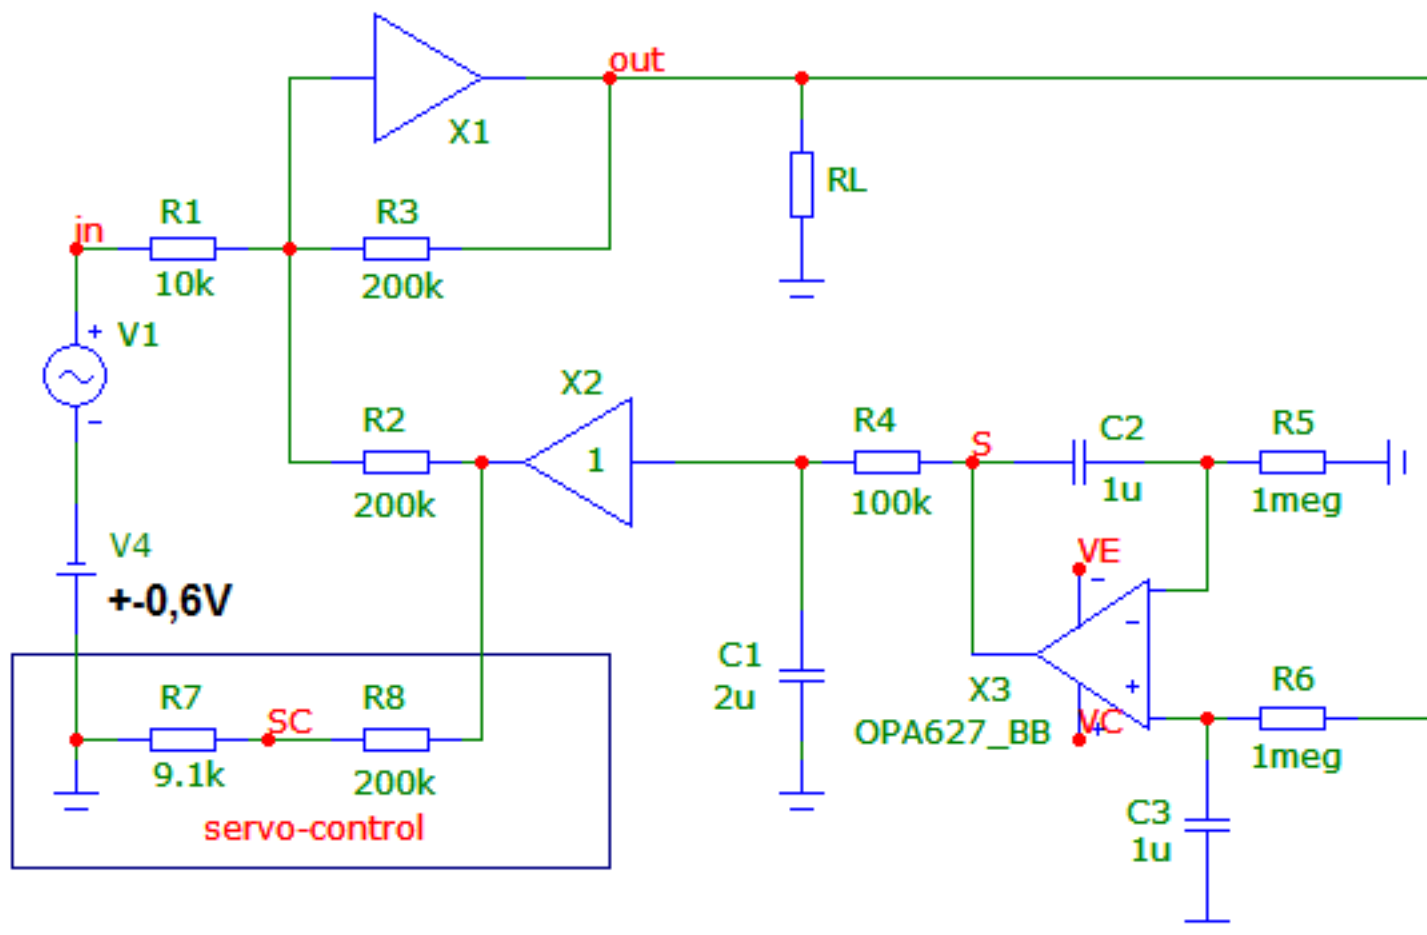 out
X1
RL
in
R1
R3
10k
200k
+
V1
-
X2
R2
R4
S
C2
R5
1
200k
100k
1u
1meg
V4
+-0,6V
VE
-
-
C1
2u
+
X3
R6
R7
SC
R8
VC
+
OPA627_BB
9.1k
200k
1meg
C3
servo-control
1u